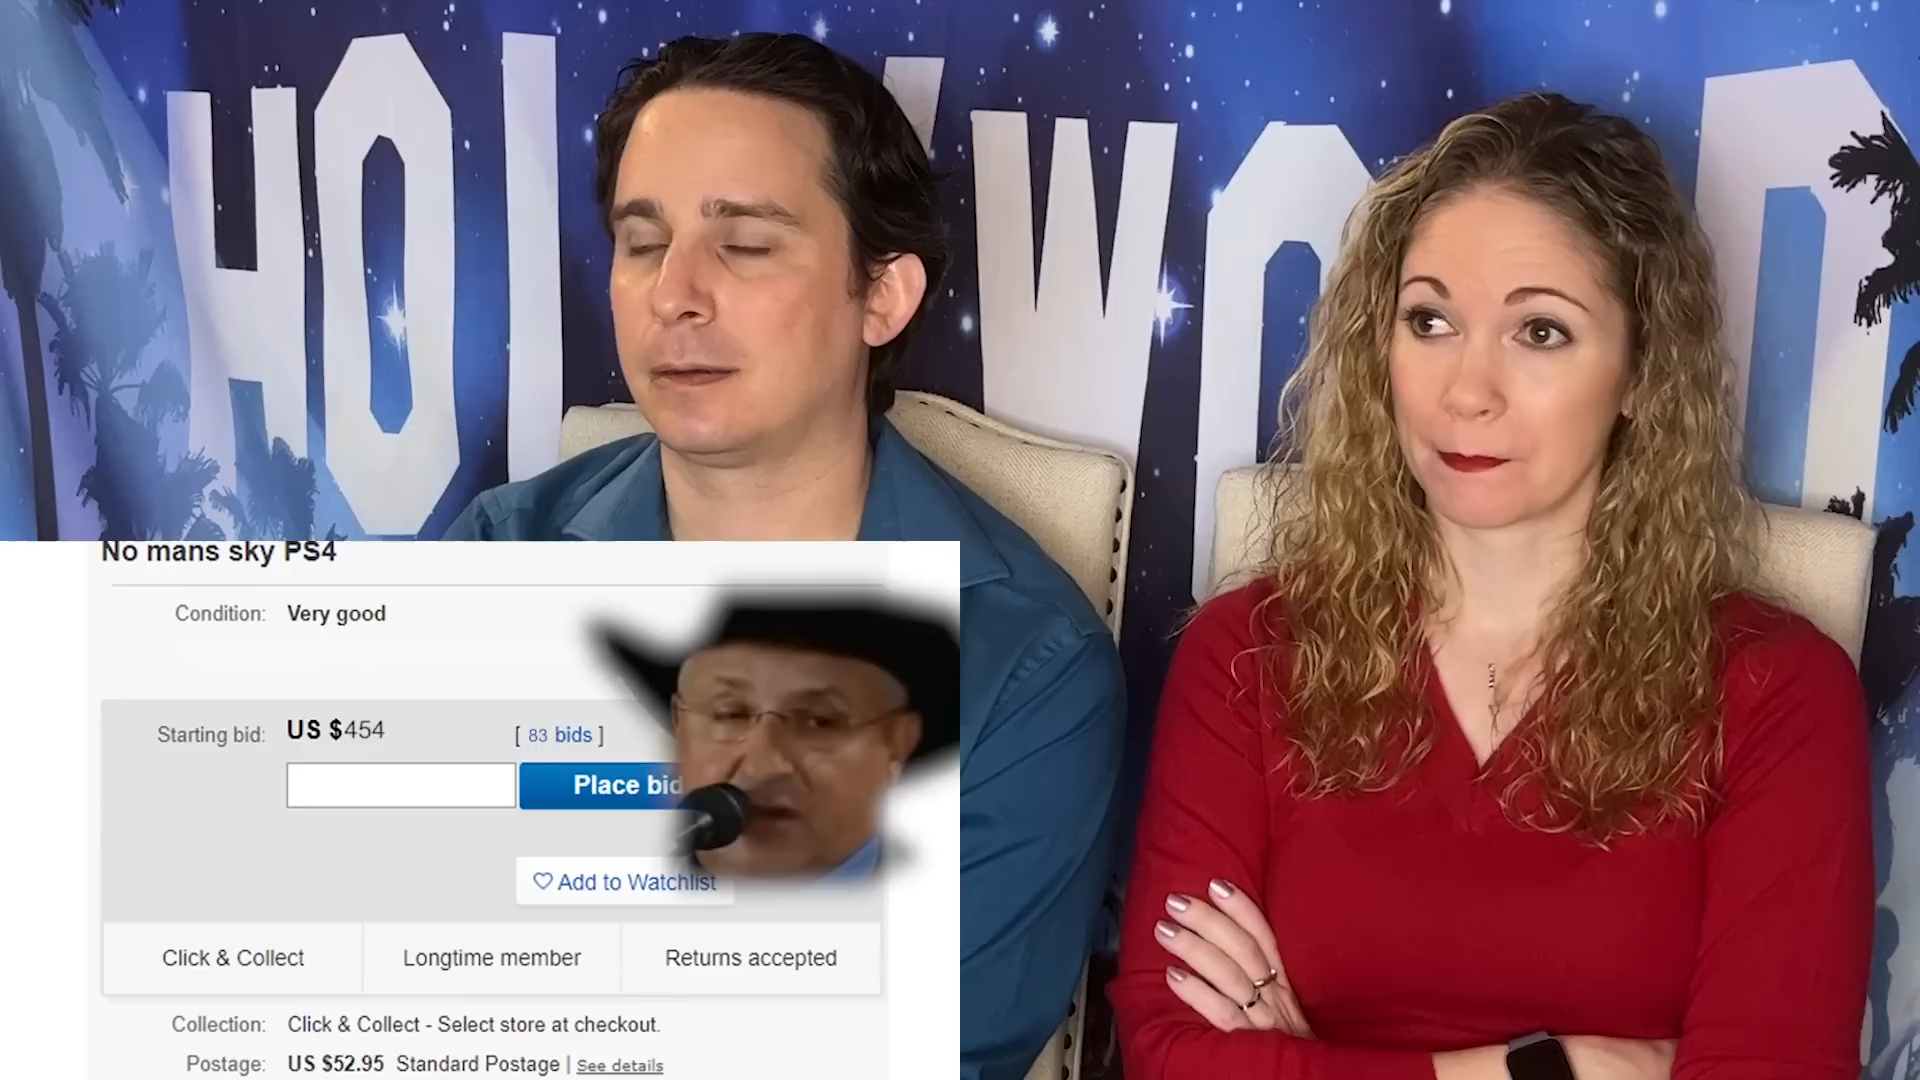 HOL WO D
No mans sky PS4
Condition: Very good
Starting bid: US $454 [ 83 bids ]
Place bid
Add to Watchlist
Click & Collect Longtime member Returns accepted
Collection: Click & Collect - Select store at checkout.
Postage: US $52.95 Standard Postage | See details